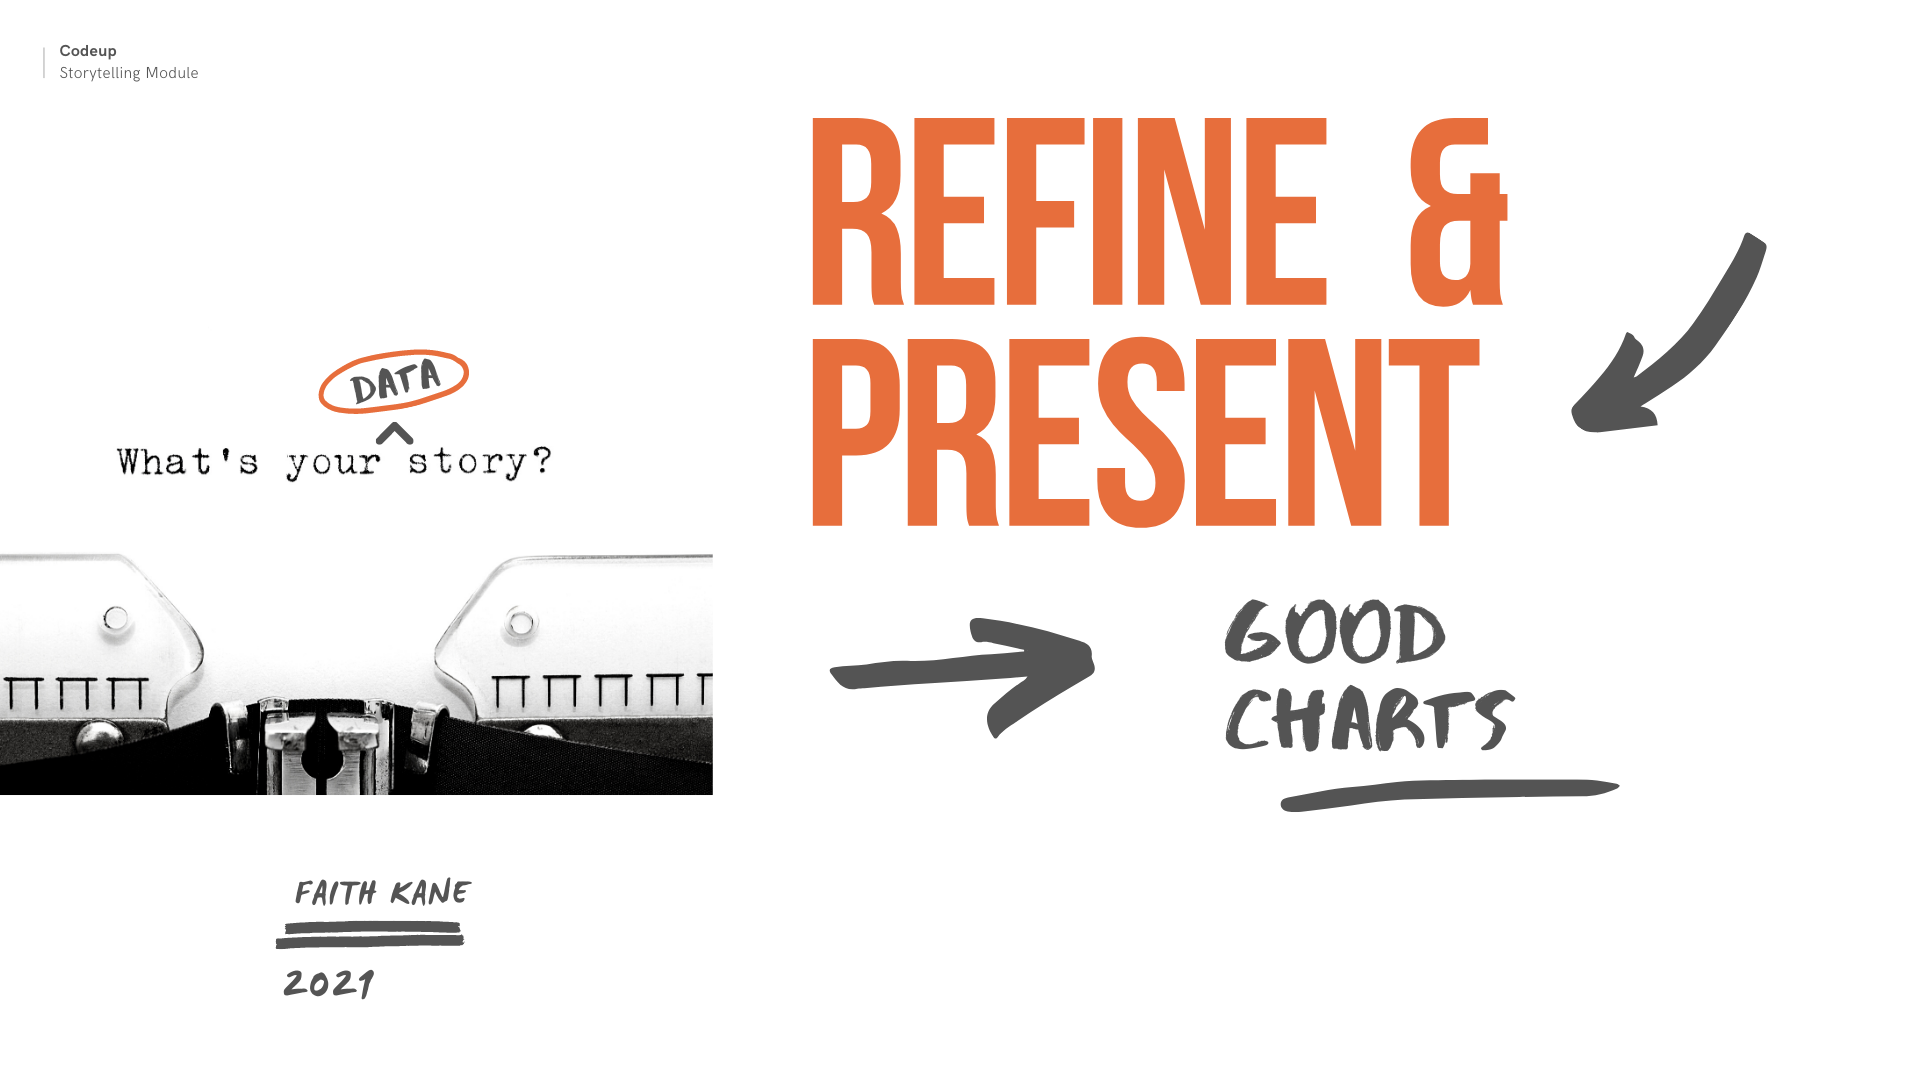 Codeup
Storytelling Module
REFINE &
PRESENT
DATA
What's your story?
GOOD
CHARTS
FAITH KANE
2021